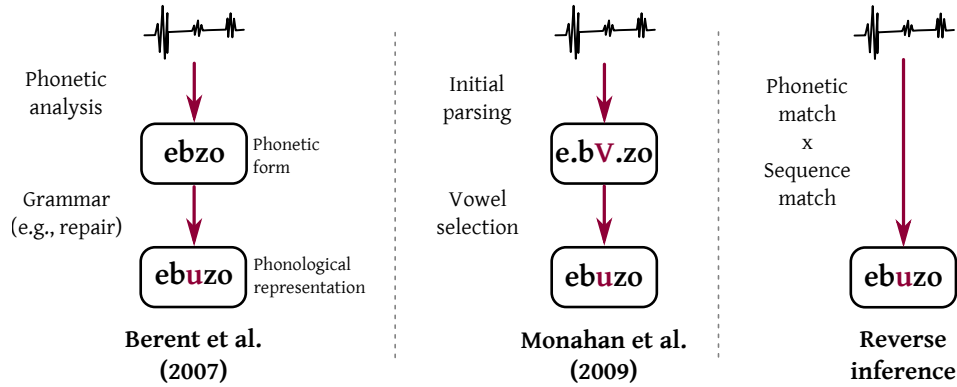 Phonetic
analysis
ebzo
Phonetic
form
Grammar
(e.g., repair)
ebuzo
Phonological
representation
Berent et al.
(2007)
Initial
parsing
e.bV.zo
Vowel
selection
ebuzo
Monahan et al.
(2009)
Phonetic
match
x
Sequence
match
ebuzo
Reverse
inference